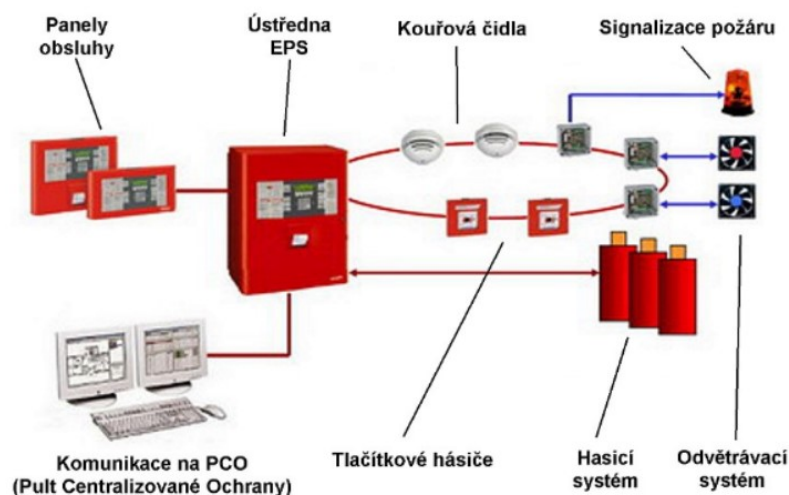 Panely
obsluhy
Ústředna
EPS
Kouřová čidla
Signalizace požáru
Komunikace na PCO
(Pult Centralizované Ochrany)
Tlačítkové hásiče
Hasicí
systém
Odvětrávací
systém